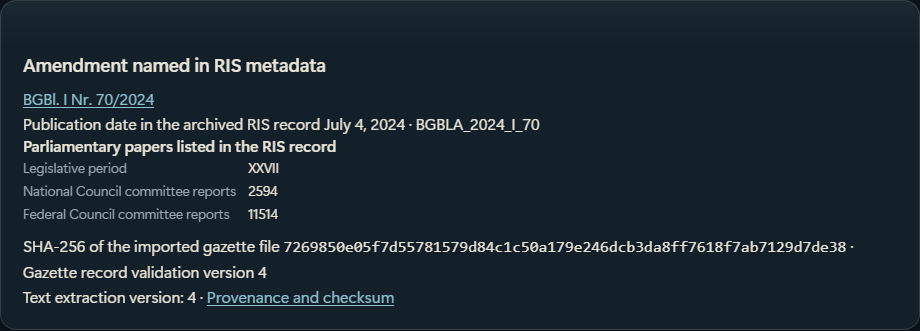 Amendment named in RIS metadata
BGBl. I Nr. 70/2024
Publication date in the archived RIS record July 4, 2024 · BGBLA_2024_I_70
Parliamentary papers listed in the RIS record
Legislative period XXVII
National Council committee reports 2594
Federal Council committee reports 11514
SHA-256 of the imported gazette file 7269850e05f7d55781579d84c1c50a179e246dcb3da8ff7618f7ab7129d7de38 ·
Gazette record validation version 4
Text extraction version: 4 · Provenance and checksum